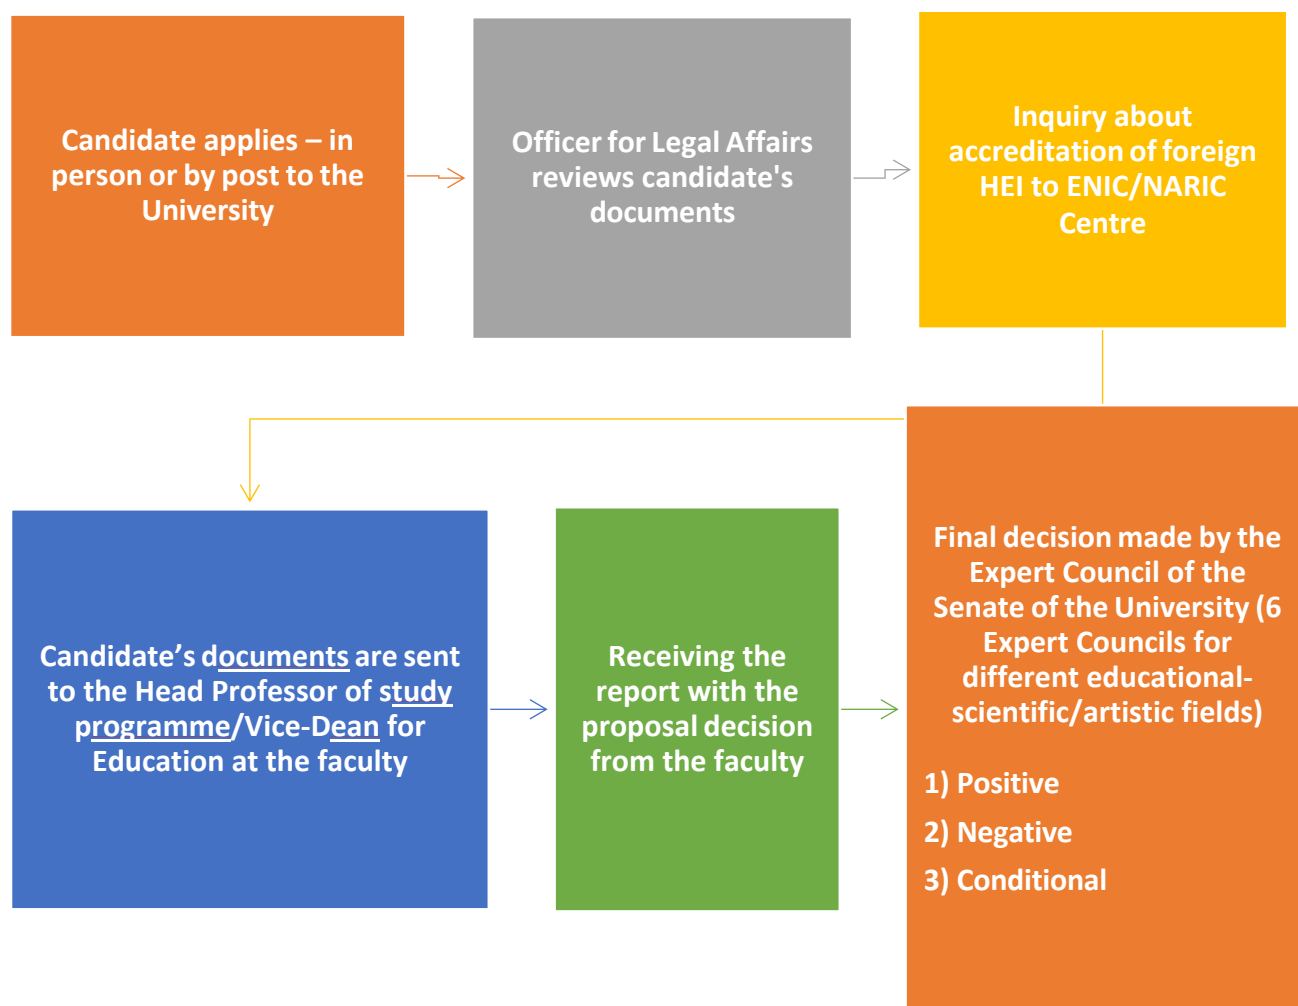 Candidate applies – in
person or by post to the
University
Officer for Legal Affairs
reviews candidate's
documents
Inquiry about
accreditation of foreign
HEI to ENIC/NARIC
Centre
Candidate’s documents are sent
to the Head Professor of study
programme/Vice-Dean for
Education at the faculty
Receiving the
report with the
proposal decision
from the faculty
Final decision made by the
Expert Council of the
Senate of the University (6
Expert Councils for
different educational-
scientific/artistic fields)
1) Positive
2) Negative
3) Conditional